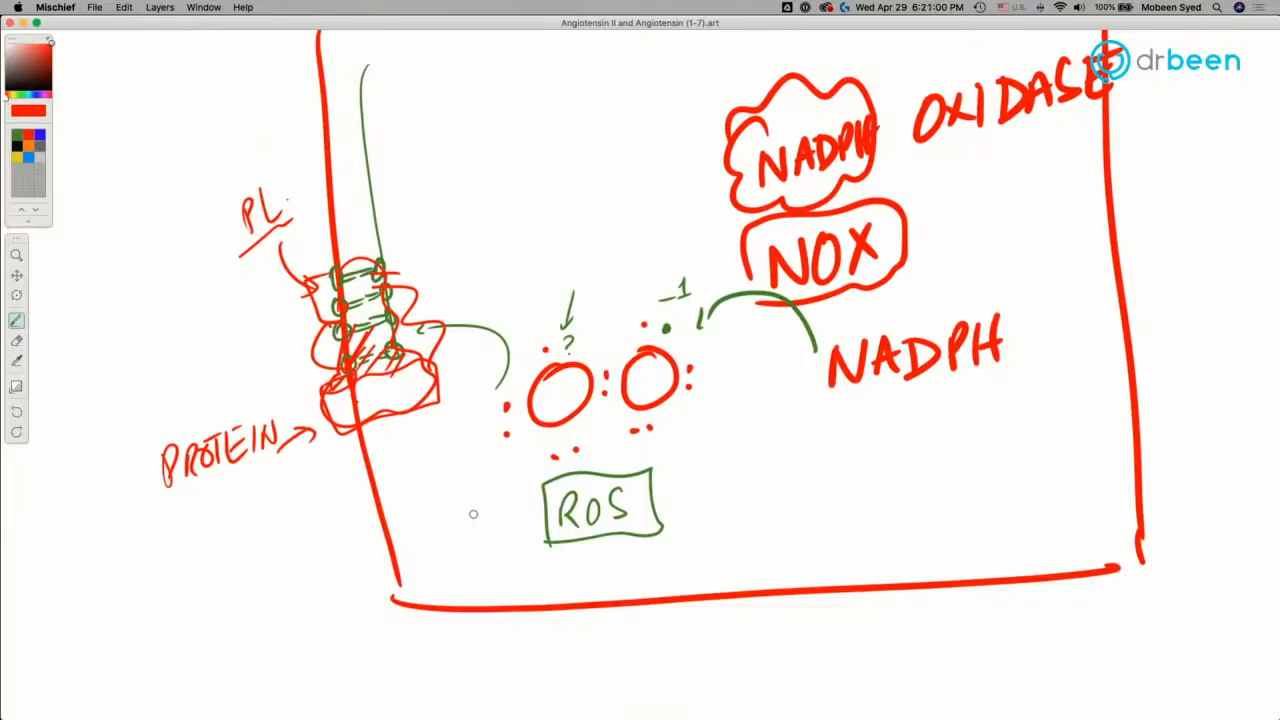 Mischief File Edit Layers Window Help
U.S. Wed Apr 29 6:21:00 PM 100% Mobeen Syed
Angiotensin II and Angiotensin (1-7).art
drbeen
NADPH OXIDASE
PL.
NOX
-1
?
NADPH
PROTEIN
ROS